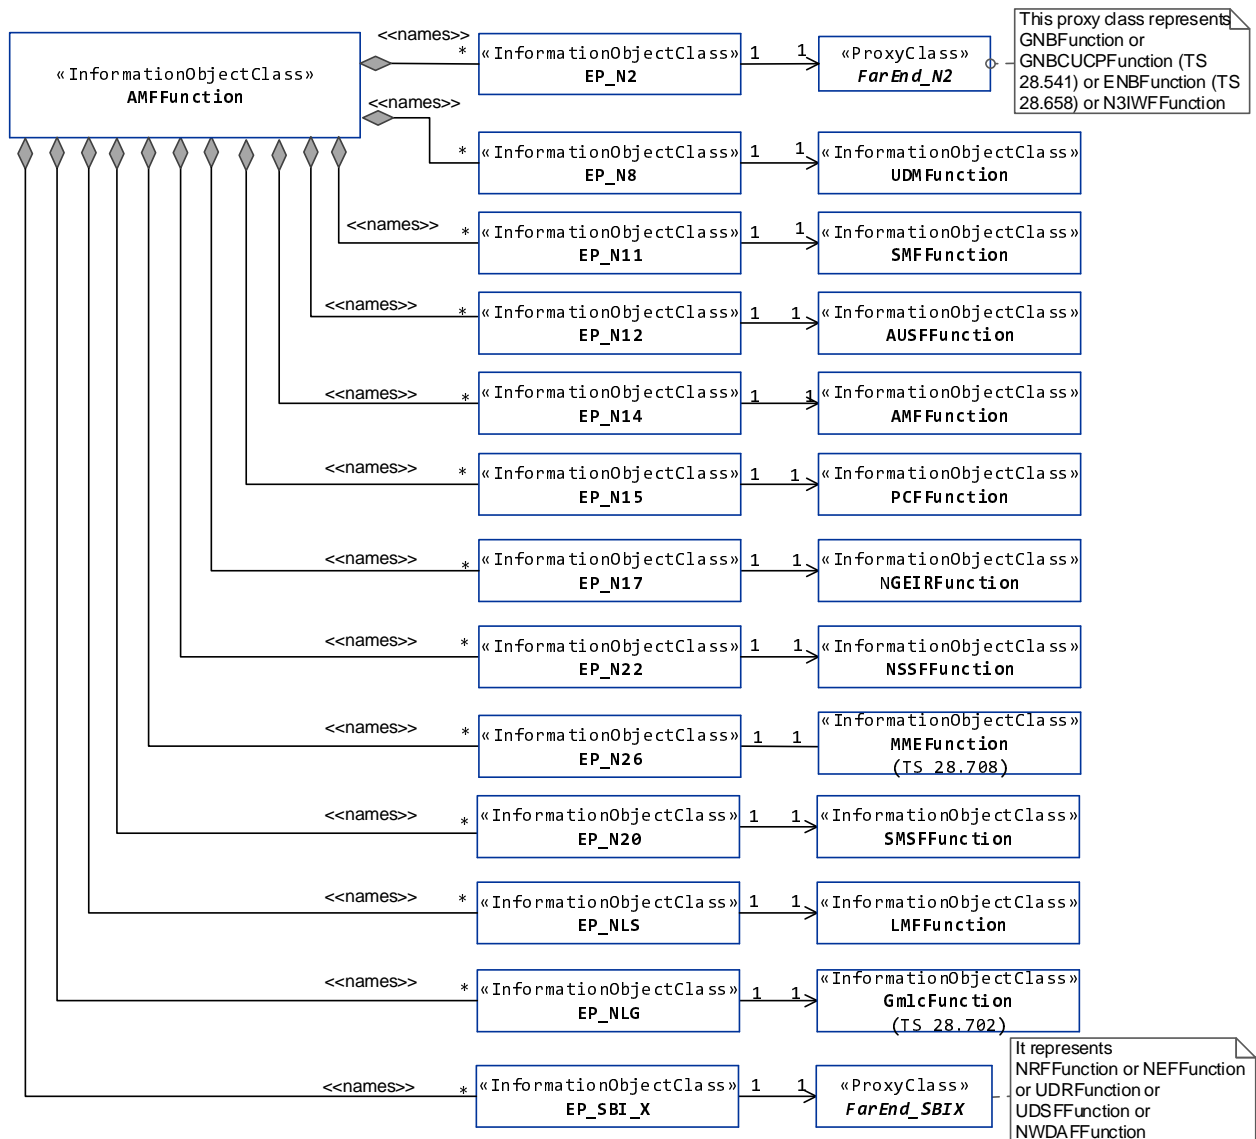 «InformationObjectClass»
AMFFunction
<<names>>
*
«InformationObjectClass»
EP_N2
1
1
«ProxyClass»
FarEnd_N2
This proxy class represents
GNBFunction or
GNBCUCPFunction (TS
28.541) or ENBFunction (TS
28.658) or N3IWFFunction
<<names>>
*
«InformationObjectClass»
EP_N8
1
1
«InformationObjectClass»
UDMFunction
<<names>>
*
«InformationObjectClass»
EP_N11
1
1
«InformationObjectClass»
SMFFunction
<<names>>
*
«InformationObjectClass»
EP_N12
1
1
«InformationObjectClass»
AUSFFunction
<<names>>
*
«InformationObjectClass»
EP_N14
1
1
«InformationObjectClass»
AMFFunction
<<names>>
*
«InformationObjectClass»
EP_N15
1
1
«InformationObjectClass»
PCFFunction
<<names>>
*
«InformationObjectClass»
EP_N17
1
1
«InformationObjectClass»
NGEIRFunction
<<names>>
*
«InformationObjectClass»
EP_N22
1
1
«InformationObjectClass»
NSSFFunction
<<names>>
*
«InformationObjectClass»
EP_N26
1
1
«InformationObjectClass»
MMEFunction
(TS 28.708)
<<names>>
*
«InformationObjectClass»
EP_N20
1
1
«InformationObjectClass»
SMSFFunction
<<names>>
*
«InformationObjectClass»
EP_NLS
1
1
«InformationObjectClass»
LMFFunction
<<names>>
*
«InformationObjectClass»
EP_NLG
1
1
«InformationObjectClass»
GmlcFunction
(TS 28.702)
<<names>>
*
«InformationObjectClass»
EP_SBI_X
1
1
«ProxyClass»
FarEnd_SBIX
It represents
NRFFunction or NEFFunction
or UDRFunction or
UDSFFunction or
NWDAFFunction